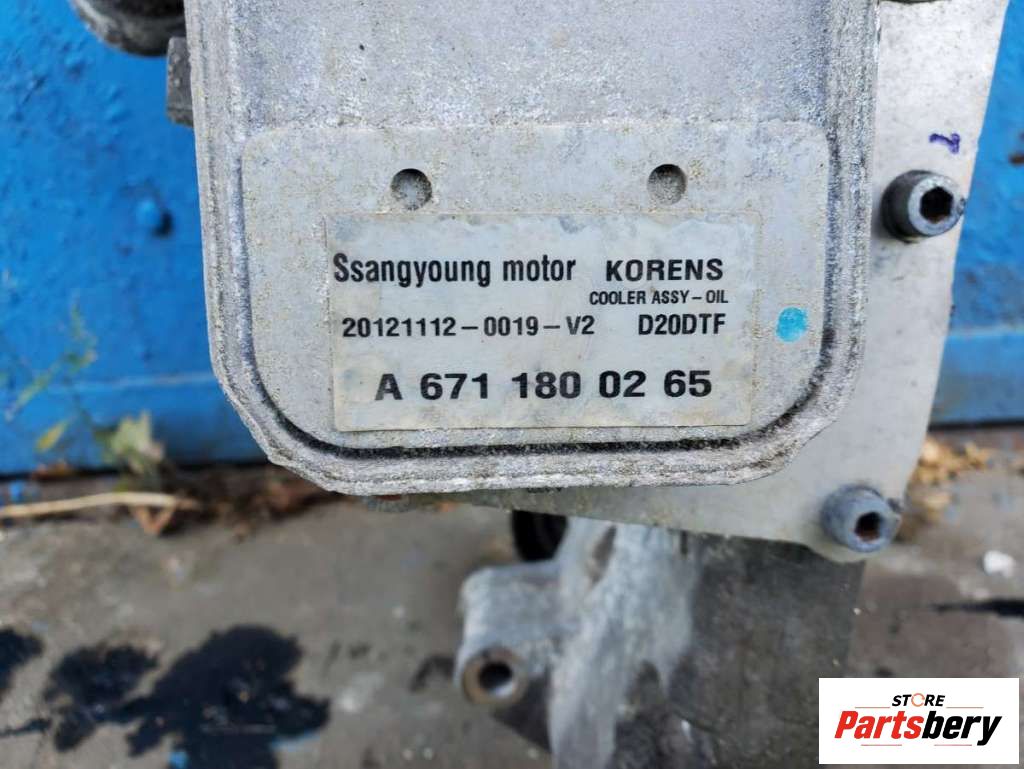 Ssangyoung motor KORENS
COOLER ASSY-OIL
20121112-0019-V2 D20DTF
A 671 180 02 65
STORE
Partsbery